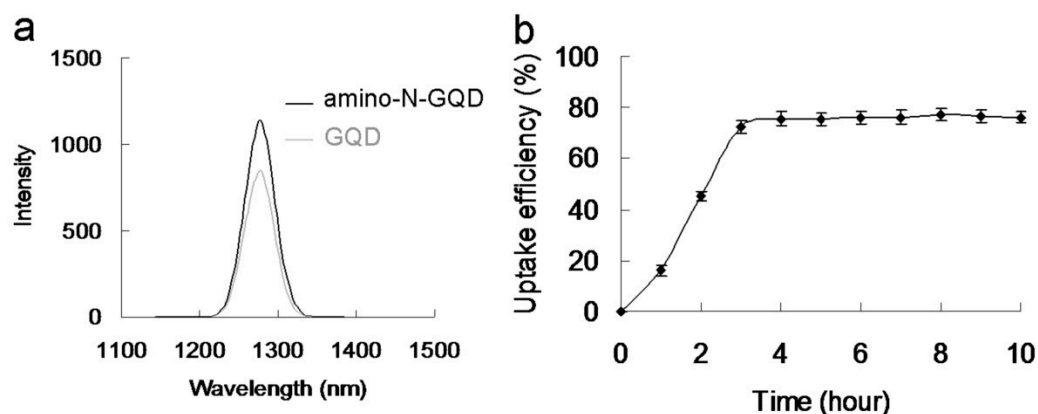 a
1500
1000
500
0
Intensity
amino-N-GQD
GQD
1100 1200 1300 1400 1500
Wavelength (nm)
b
100
80
60
40
20
0
Uptake efficiency (%)
0 2 4 6 8 10
Time (hour)